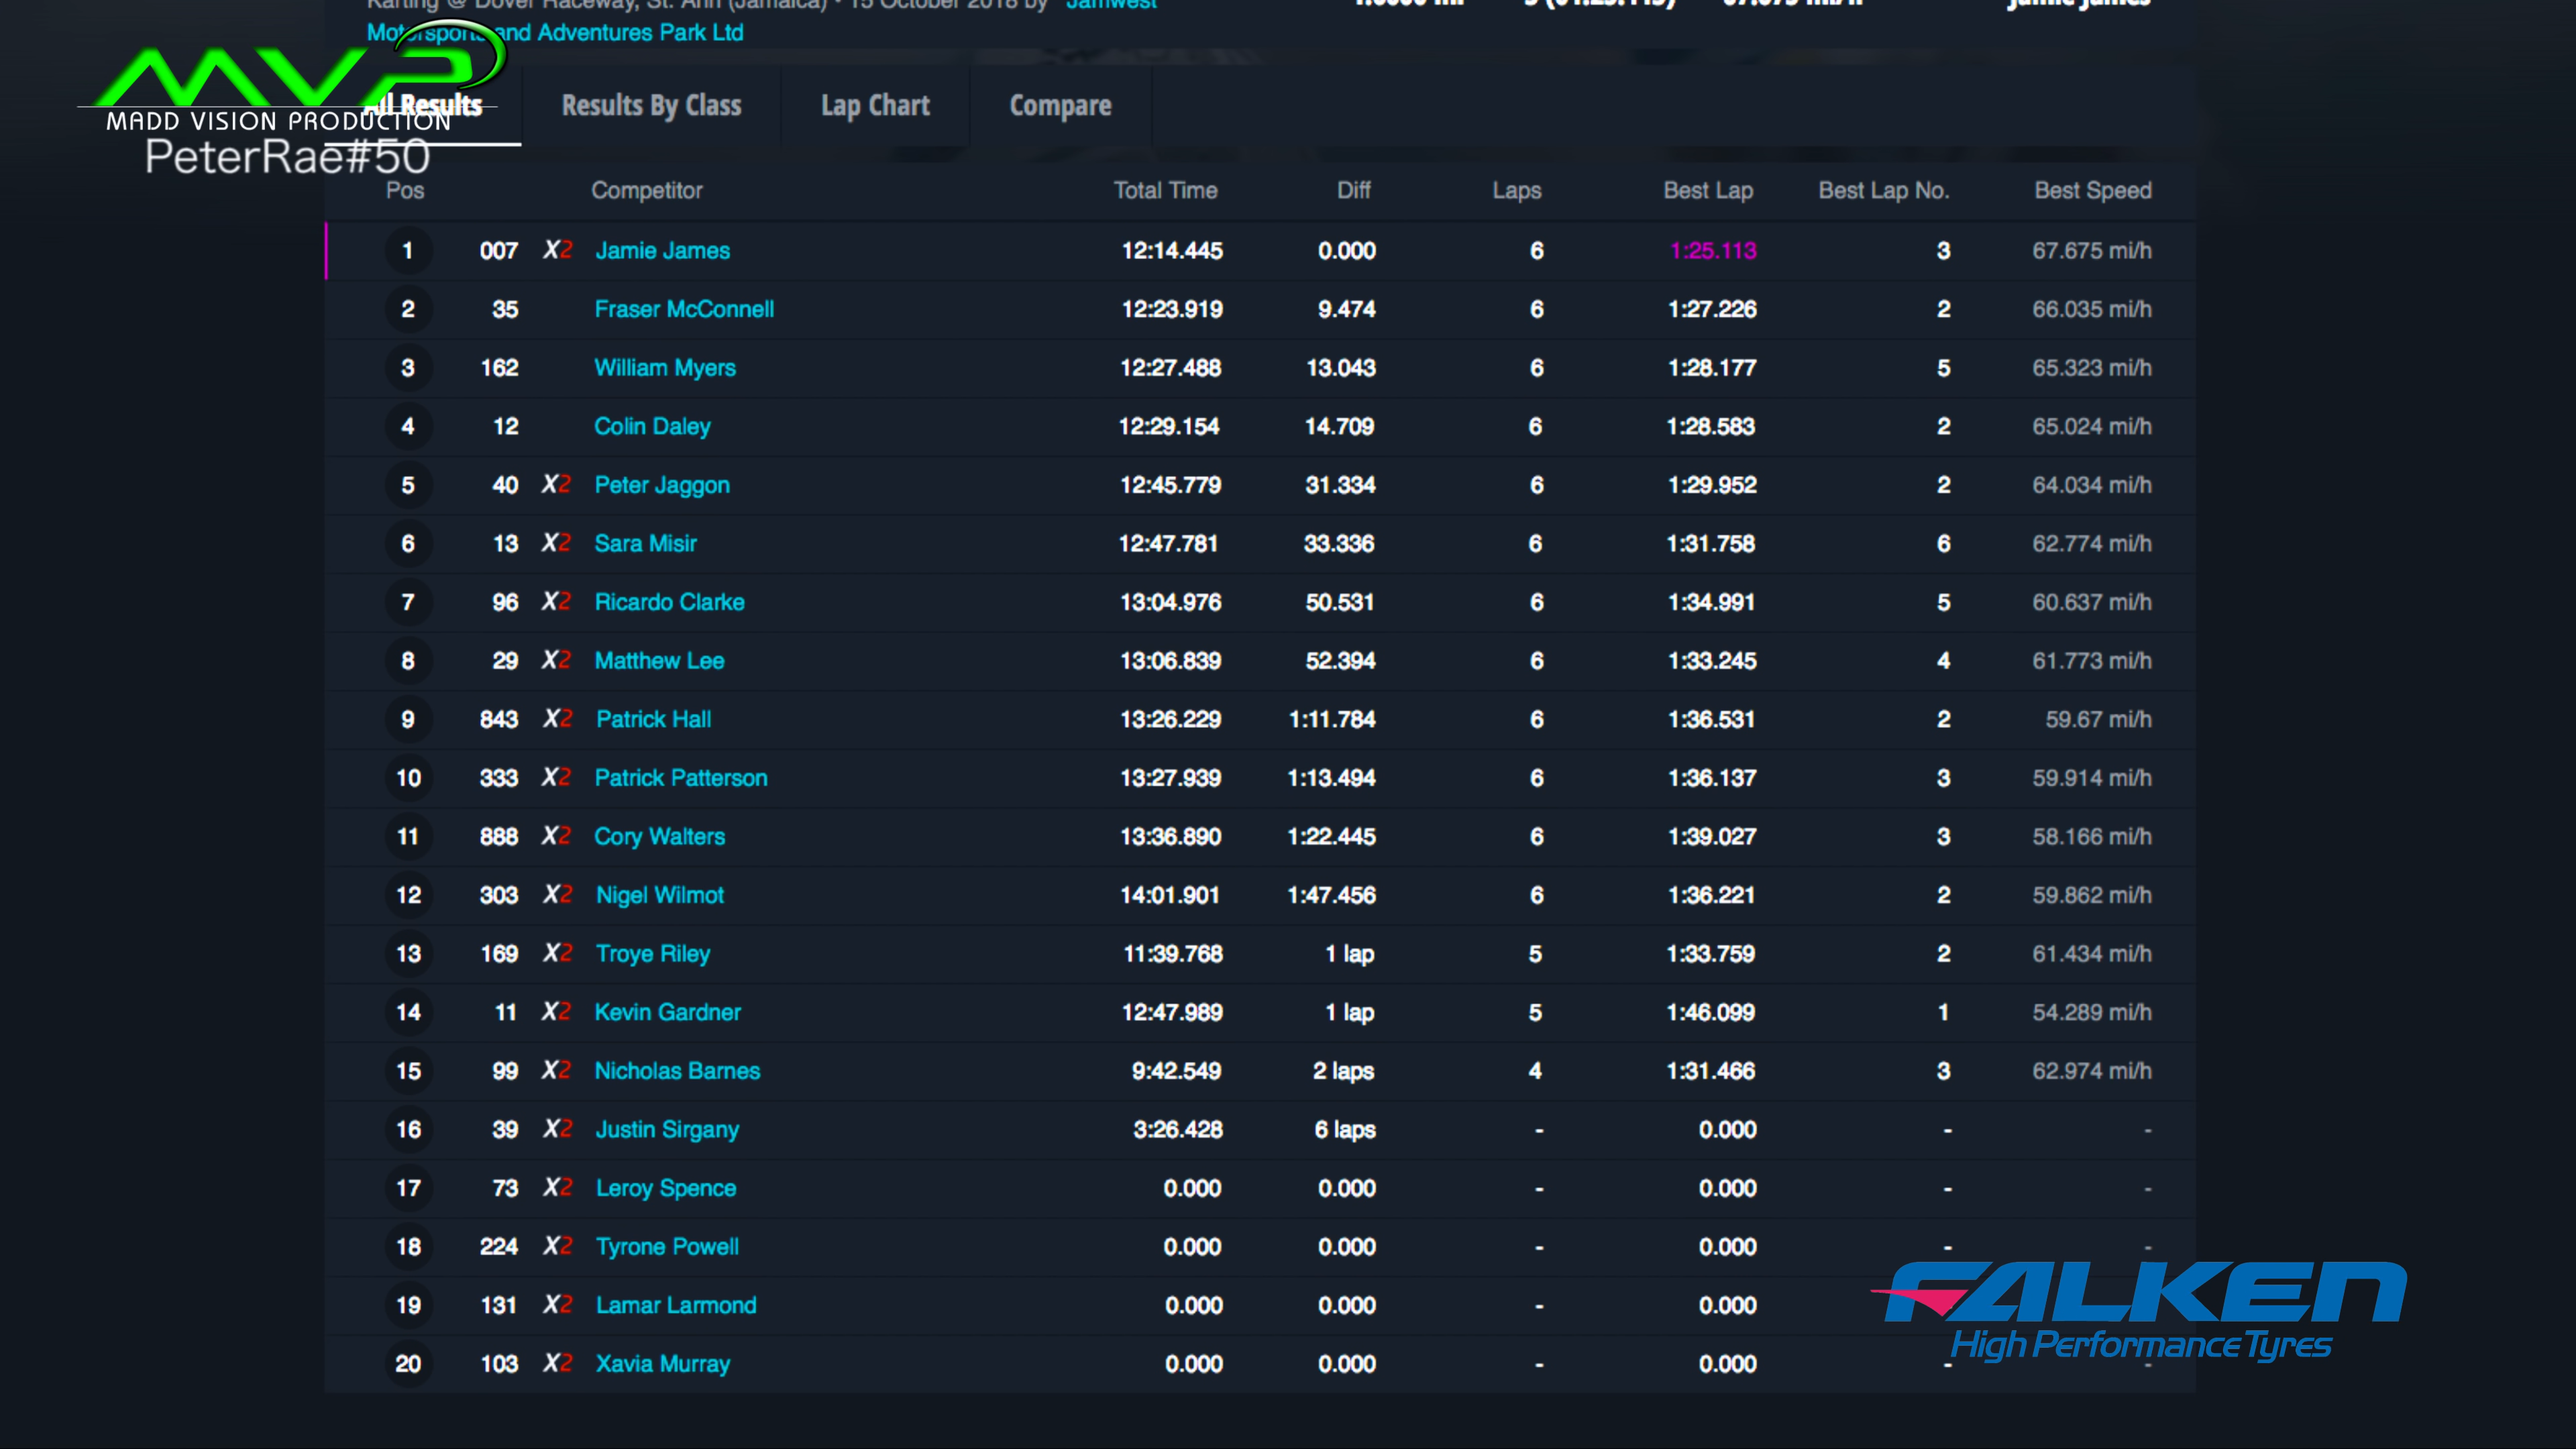 Karting @ Dover Raceway, St. Ann (Jamaica) • 15 October 2018 by Jamwest
Motorsports and Adventures Park Ltd
Jamie James
MVP
MADD VISION PRODUCTION
PeterRae#50
All Results Results By Class Lap Chart Compare
Pos Competitor Total Time Diff Laps Best Lap Best Lap No. Best Speed
1 007 X2 Jamie James 12:14.445 0.000 6 1:25.113 3 67.675 mi/h
2 35 Fraser McConnell 12:23.919 9.474 6 1:27.226 2 66.035 mi/h
3 162 William Myers 12:27.488 13.043 6 1:28.177 5 65.323 mi/h
4 12 Colin Daley 12:29.154 14.709 6 1:28.583 2 65.024 mi/h
5 40 X2 Peter Jaggon 12:45.779 31.334 6 1:29.952 2 64.034 mi/h
6 13 X2 Sara Misir 12:47.781 33.336 6 1:31.758 6 62.774 mi/h
7 96 X2 Ricardo Clarke 13:04.976 50.531 6 1:34.991 5 60.637 mi/h
8 29 X2 Matthew Lee 13:06.839 52.394 6 1:33.245 4 61.773 mi/h
9 843 X2 Patrick Hall 13:26.229 1:11.784 6 1:36.531 2 59.67 mi/h
10 333 X2 Patrick Patterson 13:27.939 1:13.494 6 1:36.137 3 59.914 mi/h
11 888 X2 Cory Walters 13:36.890 1:22.445 6 1:39.027 3 58.166 mi/h
12 303 X2 Nigel Wilmot 14:01.901 1:47.456 6 1:36.221 2 59.862 mi/h
13 169 X2 Troye Riley 11:39.768 1 lap 5 1:33.759 2 61.434 mi/h
14 11 X2 Kevin Gardner 12:47.989 1 lap 5 1:46.099 1 54.289 mi/h
15 99 X2 Nicholas Barnes 9:42.549 2 laps 4 1:31.466 3 62.974 mi/h
16 39 X2 Justin Sirgany 3:26.428 6 laps - 0.000 - -
17 73 X2 Leroy Spence 0.000 0.000 - 0.000 - -
18 224 X2 Tyrone Powell 0.000 0.000 - 0.000 - -
19 131 X2 Lamar Larmond 0.000 0.000 - 0.000
20 103 X2 Xavia Murray 0.000 0.000 - 0.000 - -
FALKEN
High Performance Tyres